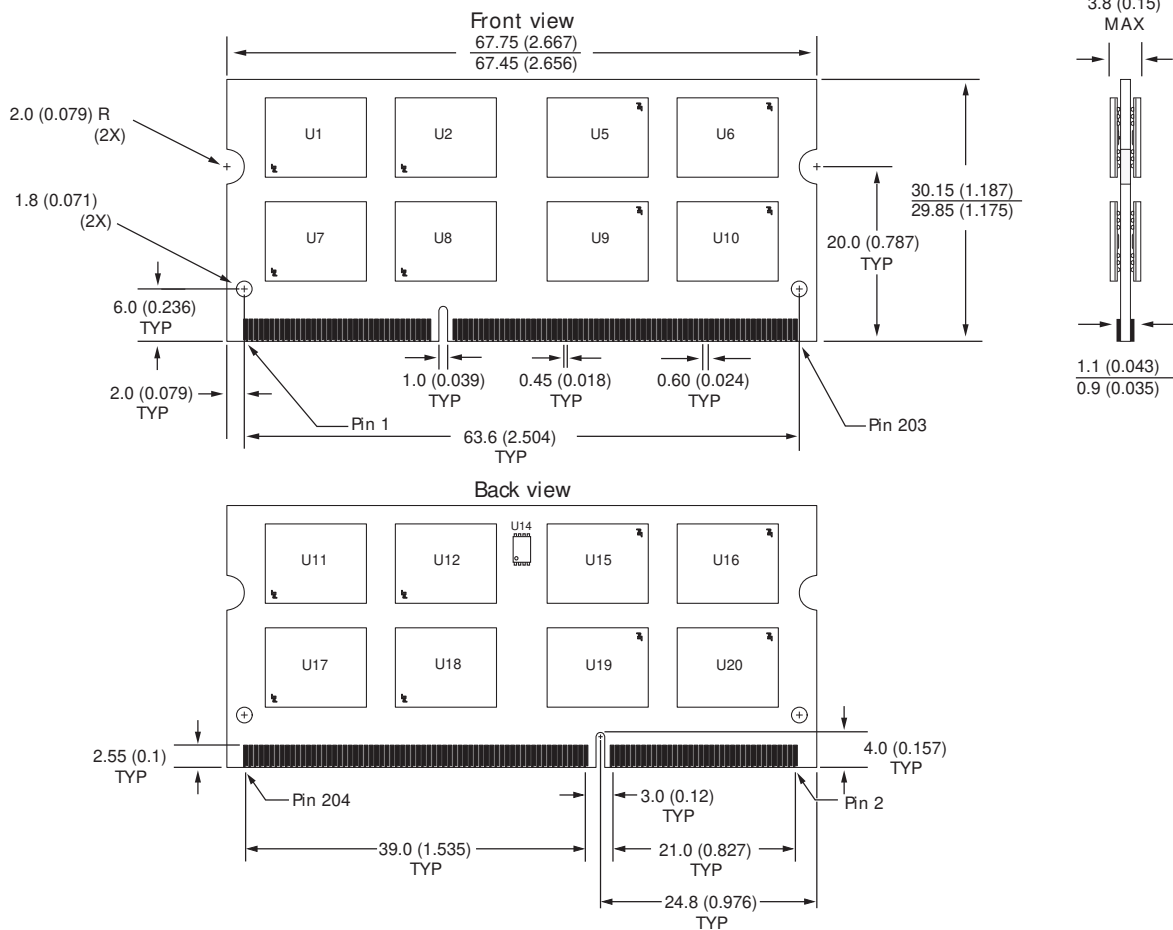 Front view
3.8 (0.15)
MAX
67.75 (2.667)
67.45 (2.656)
2.0 (0.079) R
(2X)
U1
U2
U5
U6
1.8 (0.071)
(2X)
30.15 (1.187)
29.85 (1.175)
U7
U8
U9
U10
20.0 (0.787)
TYP
6.0 (0.236)
TYP
1.0 (0.039)
TYP
0.45 (0.018)
TYP
0.60 (0.024)
TYP
1.1 (0.043)
0.9 (0.035)
2.0 (0.079)
TYP
Pin 1
63.6 (2.504)
TYP
Pin 203
Back view
U14
U11
U12
U15
U16
U17
U18
U19
U20
2.55 (0.1)
TYP
4.0 (0.157)
TYP
Pin 204
3.0 (0.12)
TYP
Pin 2
39.0 (1.535)
TYP
21.0 (0.827)
TYP
24.8 (0.976)
TYP